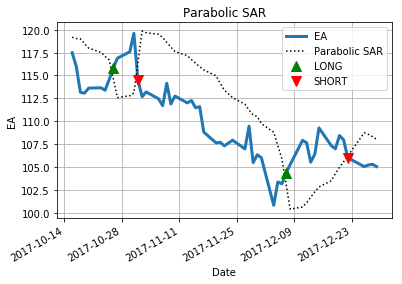 Parabolic SAR
EA
Parabolic SAR
LONG
SHORT
120.0
117.5
115.0
112.5
110.0
107.5
105.0
102.5
100.0
EA
2017-10-14
2017-10-28
2017-11-11
2017-11-25
2017-12-09
2017-12-23
Date